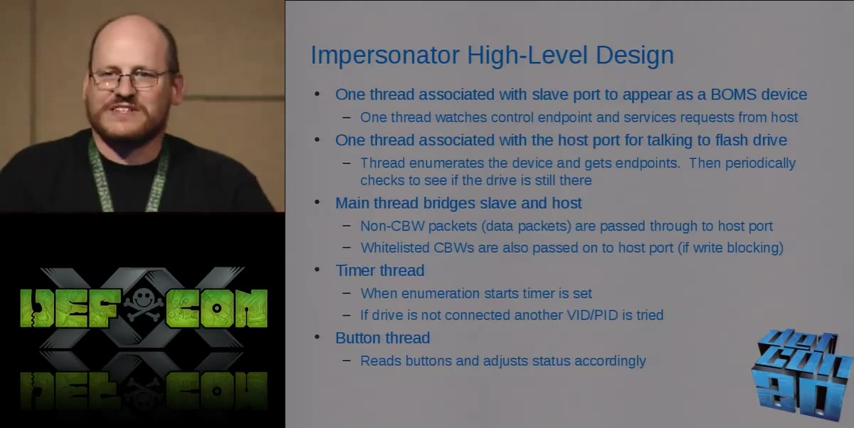 Impersonator High-Level Design
• One thread associated with slave port to appear as a BOMS device
– One thread watches control endpoint and services requests from host
• One thread associated with the host port for talking to flash drive
– Thread enumerates the device and gets endpoints. Then periodically
checks to see if the drive is still there
• Main thread bridges slave and host
– Non-CBW packets (data packets) are passed through to host port
– Whitelisted CBWs are also passed on to host port (if write blocking)
• Timer thread
– When enumeration starts timer is set
– If drive is not connected another VID/PID is tried
• Button thread
– Reads buttons and adjusts status accordingly
XX
DEF CON
def
con
20